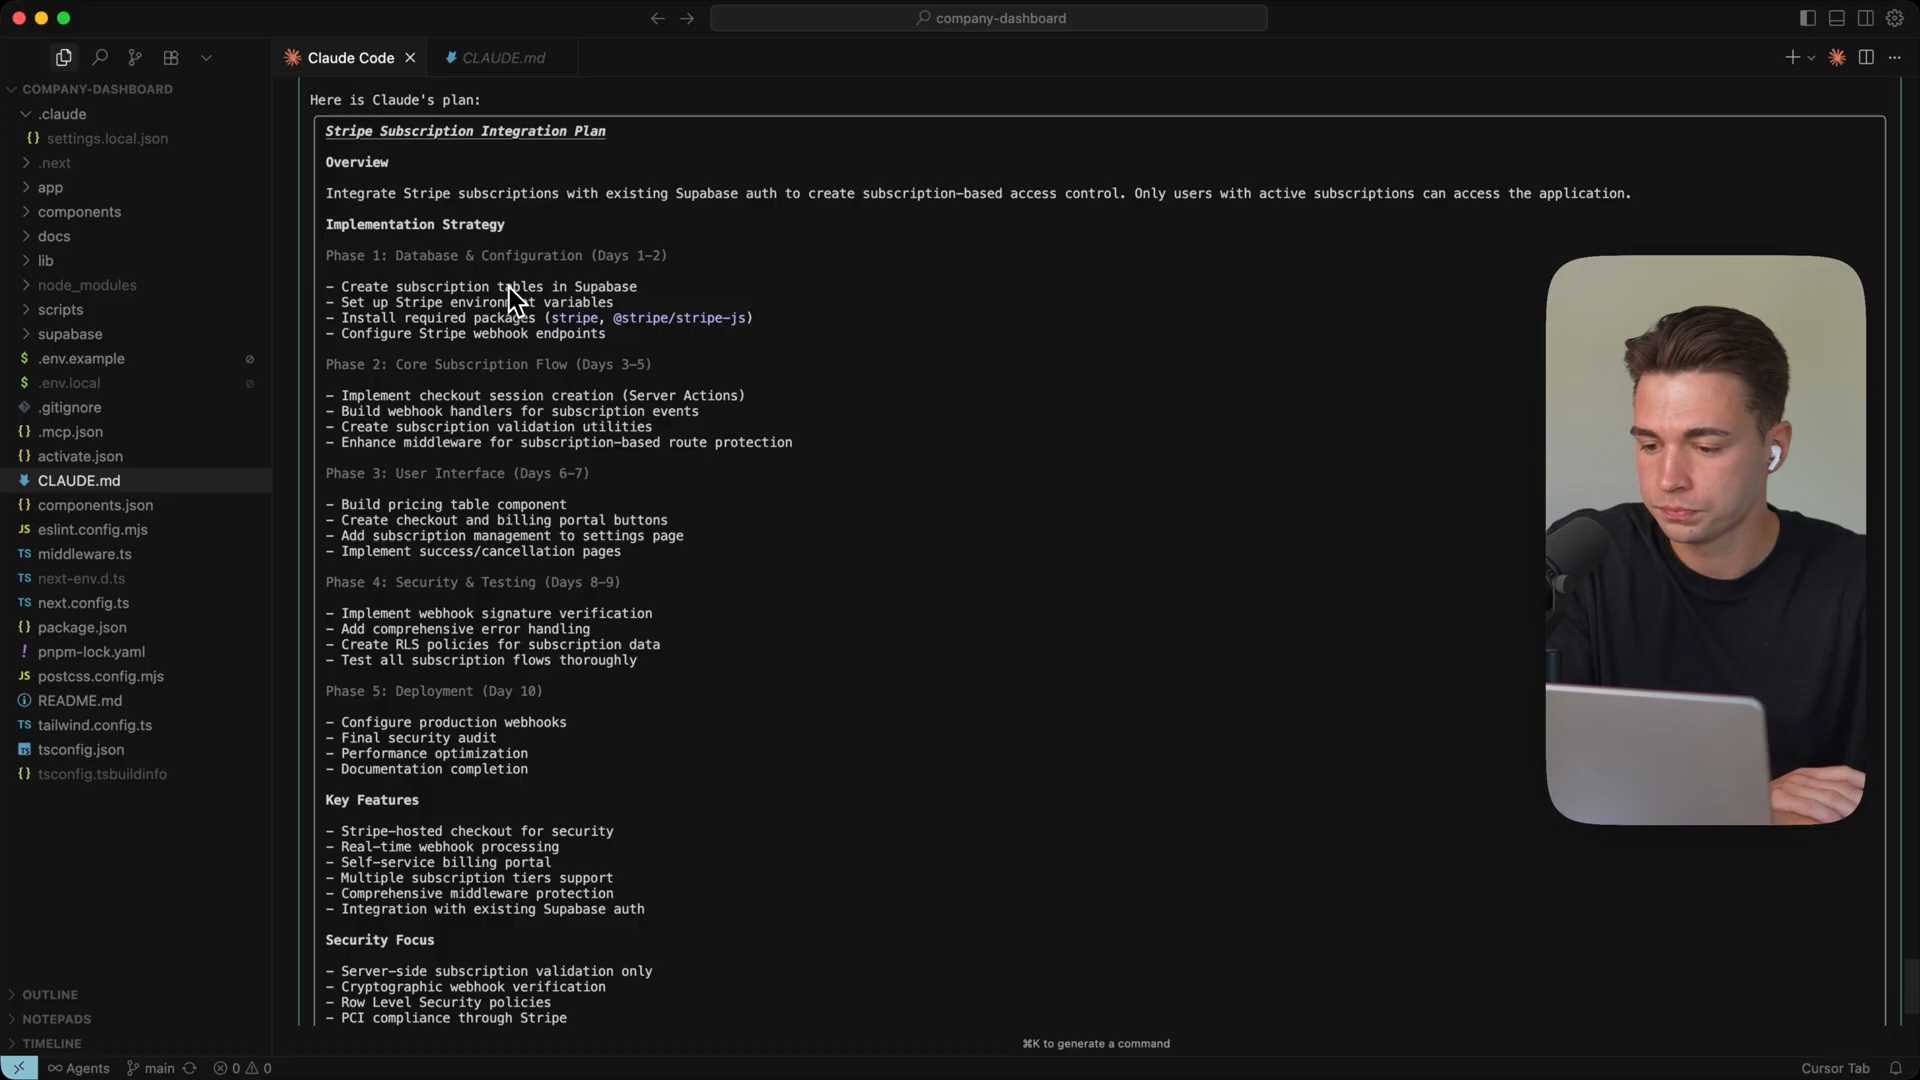 company-dashboard
Claude Code
CLAUDE.md
COMPANY-DASHBOARD
.claude
settings.local.json
.next
app
components
docs
lib
node_modules
scripts
supabase
.env.example
.env.local
.gitignore
.mcp.json
activate.json
CLAUDE.md
components.json
eslint.config.mjs
middleware.ts
next-env.d.ts
next.config.ts
package.json
pnpm-lock.yaml
postcss.config.mjs
README.md
tailwind.config.ts
tsconfig.json
tsconfig.tsbuildinfo
OUTLINE
NOTEPADS
TIMELINE
Here is Claude's plan:
Stripe Subscription Integration Plan
Overview
Integrate Stripe subscriptions with existing Supabase auth to create subscription-based access control. Only users with active subscriptions can access the application.
Implementation Strategy
Phase 1: Database & Configuration (Days 1-2)
- Create subscription tables in Supabase
- Set up Stripe environment variables
- Install required packages (stripe, @stripe/stripe-js)
- Configure Stripe webhook endpoints
Phase 2: Core Subscription Flow (Days 3-5)
- Implement checkout session creation (Server Actions)
- Build webhook handlers for subscription events
- Create subscription validation utilities
- Enhance middleware for subscription-based route protection
Phase 3: User Interface (Days 6-7)
- Build pricing table component
- Create checkout and billing portal buttons
- Add subscription management to settings page
- Implement success/cancellation pages
Phase 4: Security & Testing (Days 8-9)
- Implement webhook signature verification
- Add comprehensive error handling
- Create RLS policies for subscription data
- Test all subscription flows thoroughly
Phase 5: Deployment (Day 10)
- Configure production webhooks
- Final security audit
- Performance optimization
- Documentation completion
Key Features
- Stripe-hosted checkout for security
- Real-time webhook processing
- Self-service billing portal
- Multiple subscription tiers support
- Comprehensive middleware protection
- Integration with existing Supabase auth
Security Focus
- Server-side subscription validation only
- Cryptographic webhook verification
- Row Level Security policies
- PCI compliance through Stripe
⌘K to generate a command
Agents
main
0
0
Cursor Tab